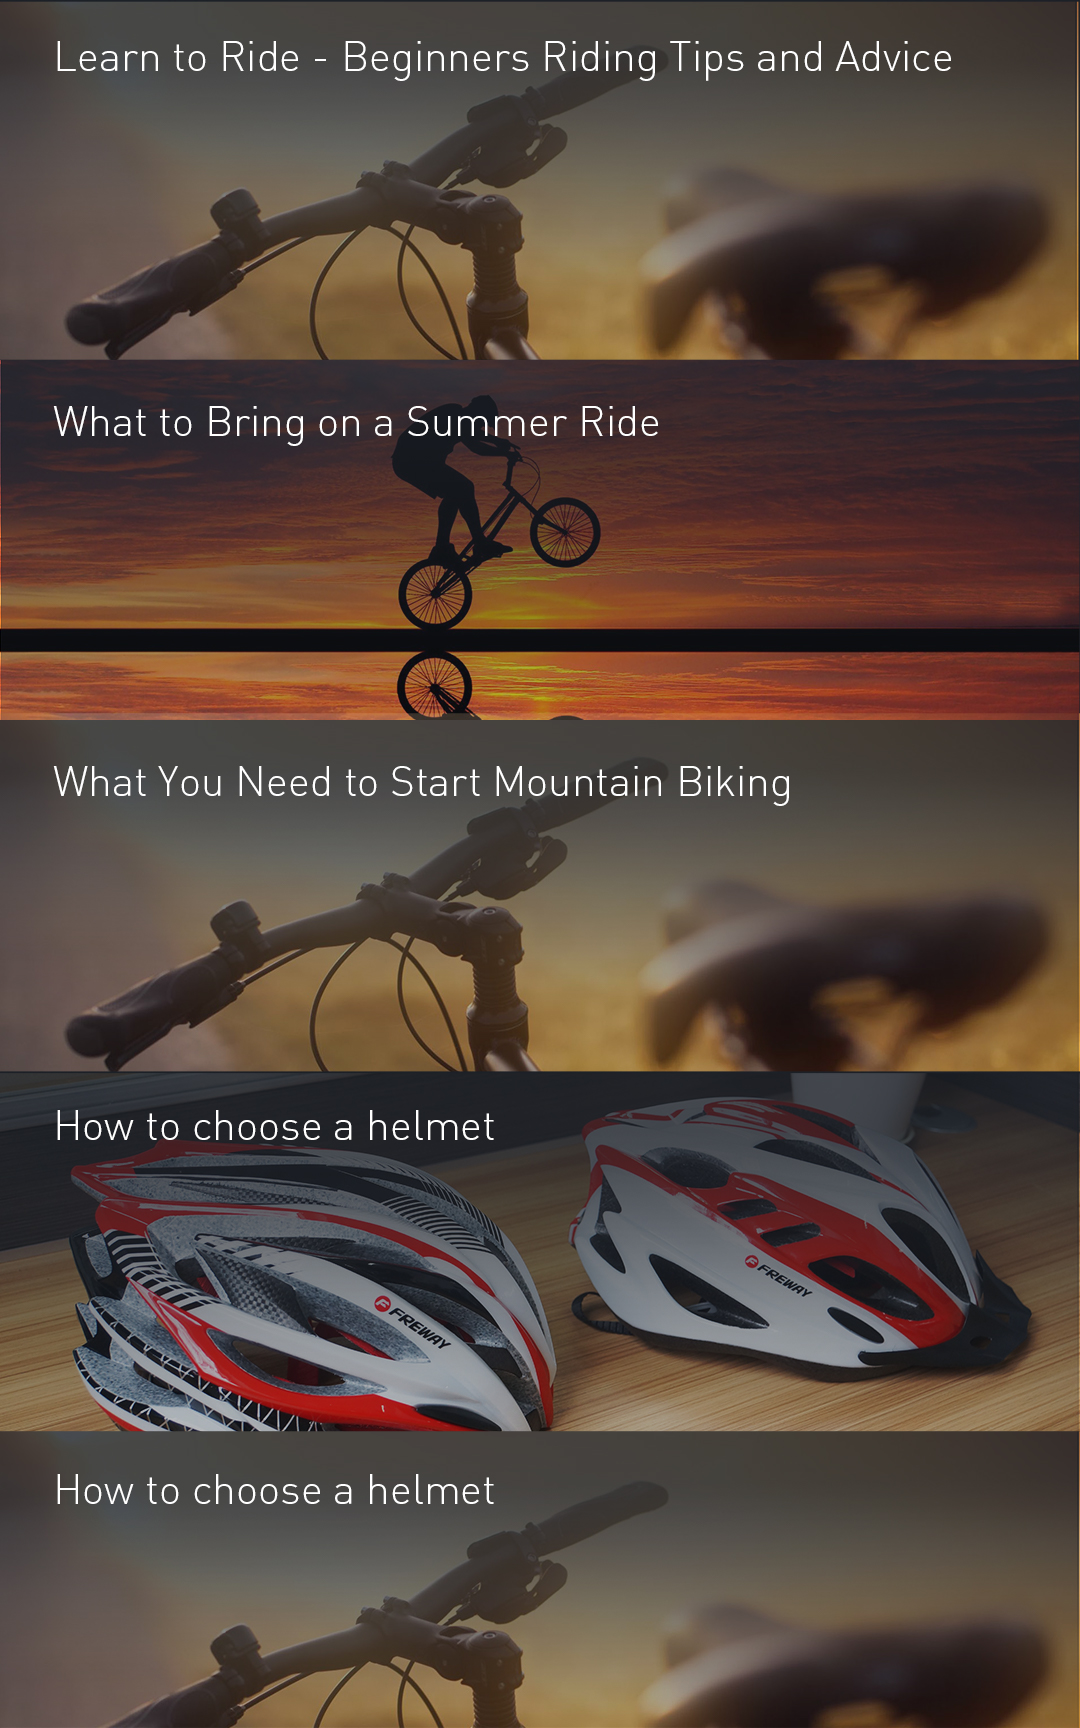 Learn to Ride - Beginners Riding Tips and Advice
What to Bring on a Summer Ride
What You Need to Start Mountain Biking
How to choose a helmet
FREWAY
FREWAY
How to choose a helmet